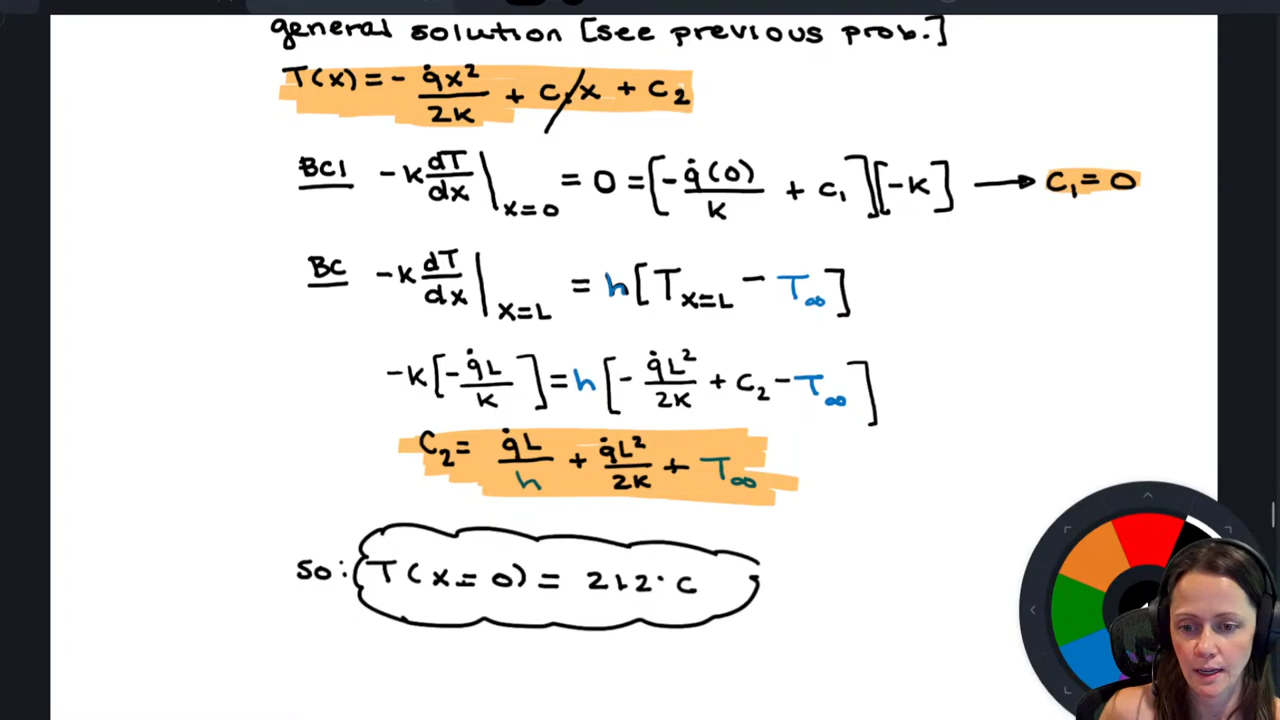 general solution [see previous prob.]
T(x) = - q̇x²/2k + C₁x + C₂
BC1 -k dT/dx |x=0 = 0 = [- q̇(0)/k + C₁][-k] → C₁ = 0
BC -k dT/dx |x=L = h[Tx=L - T∞]
-k[- q̇L/k] = h[- q̇L²/2k + C₂ - T∞]
C₂ = q̇L/h + q̇L²/2k + T∞
so: T(x=0) = 212°C